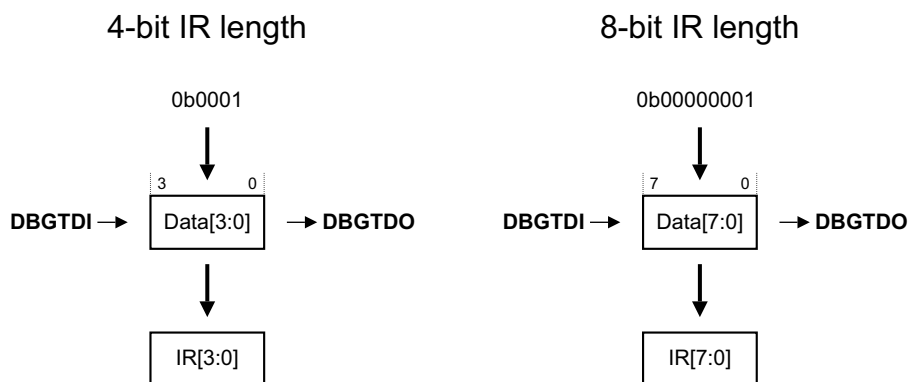 4-bit IR length
0b0001
3 0
DBGTDI Data[3:0] DBGTDO
IR[3:0]
8-bit IR length
0b00000001
7 0
DBGTDI Data[7:0] DBGTDO
IR[7:0]